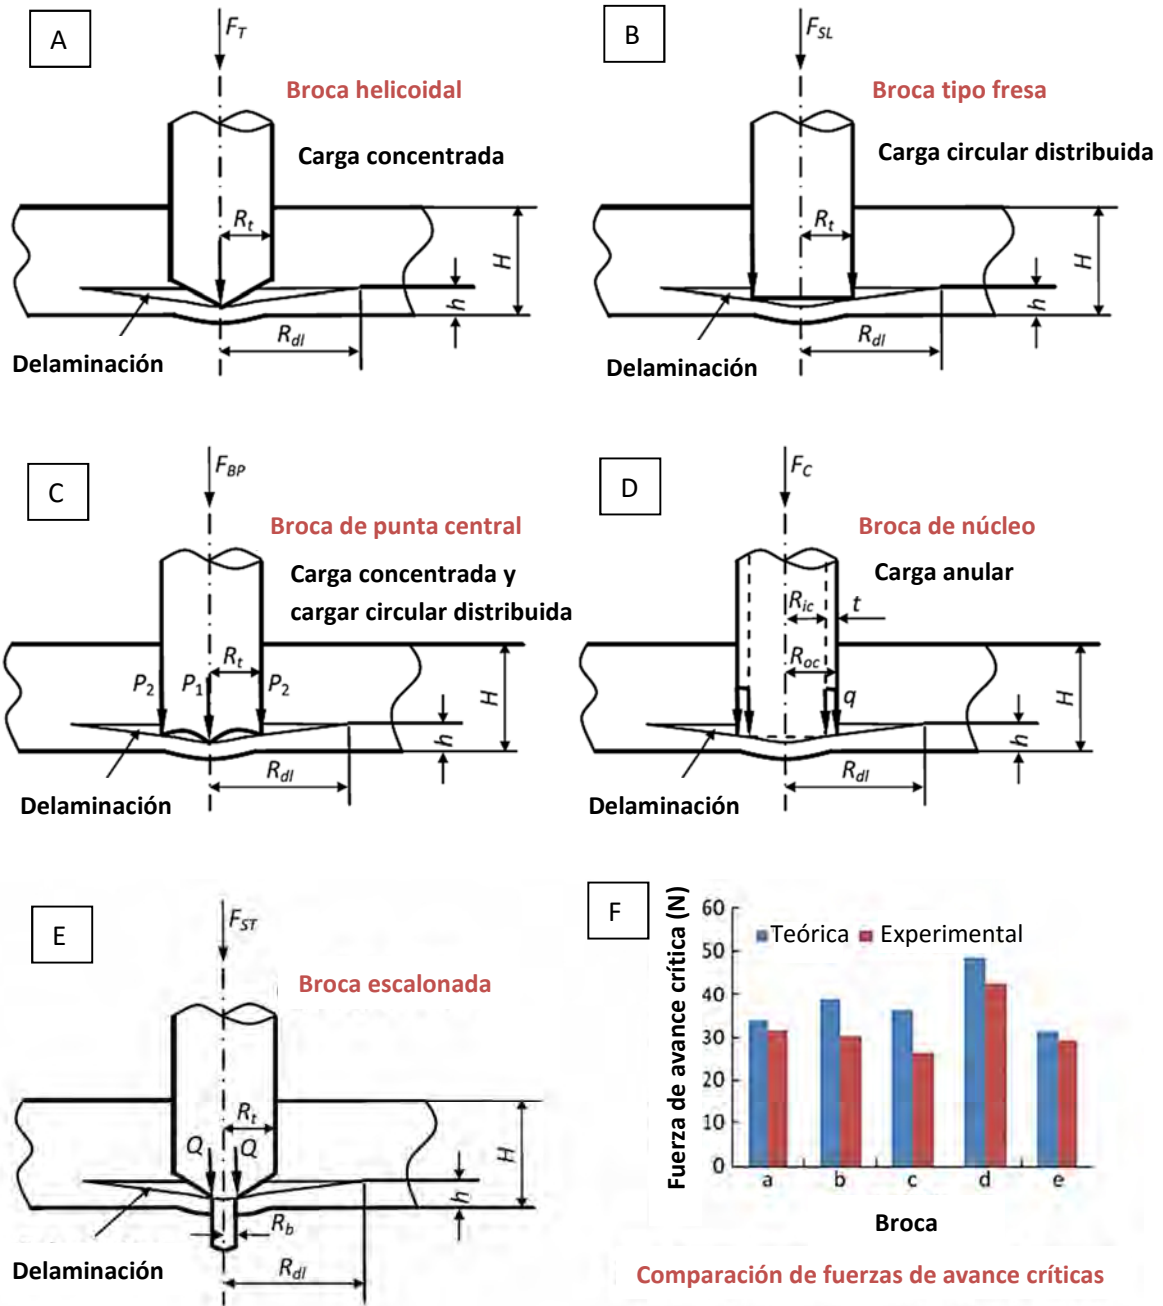 A
F_T
Broca helicoidal
Carga concentrada
R_t
H
h
R_dl
Delaminación
B
F_SL
Broca tipo fresa
Carga circular distribuida
R_t
H
h
R_dl
Delaminación
C
F_BP
Broca de punta central
Carga concentrada y
cargar circular distribuida
R_t
P_2
P_1
P_2
H
h
R_dl
Delaminación
D
F_C
Broca de núcleo
Carga anular
R_ic
t
R_oc
q
H
h
R_dl
Delaminación
E
F_ST
Broca escalonada
R_t
Q
Q
H
h
R_b
R_dl
Delaminación
F
Fuerza de avance crítica (N)
60
50
40
30
20
10
0
Teórica
Experimental
a
b
c
d
e
Broca
Comparación de fuerzas de avance críticas